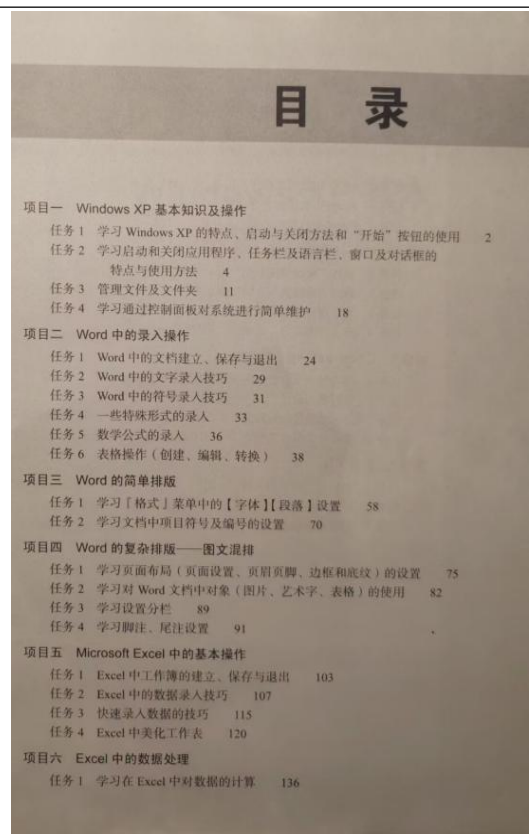 目 录
项目一 Windows XP 基本知识及操作
任务 1 学习 Windows XP 的特点、启动与关闭方法和“开始”按钮的使用 2
任务 2 学习启动和关闭应用程序、任务栏及语言栏、窗口及对话框的
特点与使用方法 4
任务 3 管理文件及文件夹 11
任务 4 学习通过控制面板对系统进行简单维护 18
项目二 Word 中的录入操作
任务 1 Word 中的文档建立、保存与退出 24
任务 2 Word 中的文字录入技巧 29
任务 3 Word 中的符号录入技巧 31
任务 4 一些特殊形式的录入 33
任务 5 数学公式的录入 36
任务 6 表格操作（创建、编辑、转换） 38
项目三 Word 的简单排版
任务 1 学习「格式」菜单中的【字体】【段落】设置 58
任务 2 学习文档中项目符号及编号的设置 70
项目四 Word 的复杂排版——图文混排
任务 1 学习页面布局（页面设置、页眉页脚、边框和底纹）的设置 75
任务 2 学习对 Word 文档中对象（图片、艺术字、表格）的使用 82
任务 3 学习设置分栏 89
任务 4 学习脚注、尾注设置 91
项目五 Microsoft Excel 中的基本操作
任务 1 Excel 中工作簿的建立、保存与退出 103
任务 2 Excel 中的数据录入技巧 107
任务 3 快速录入数据的技巧 115
任务 4 Excel 中美化工作表 120
项目六 Excel 中的数据处理
任务 1 学习在 Excel 中对数据的计算 136